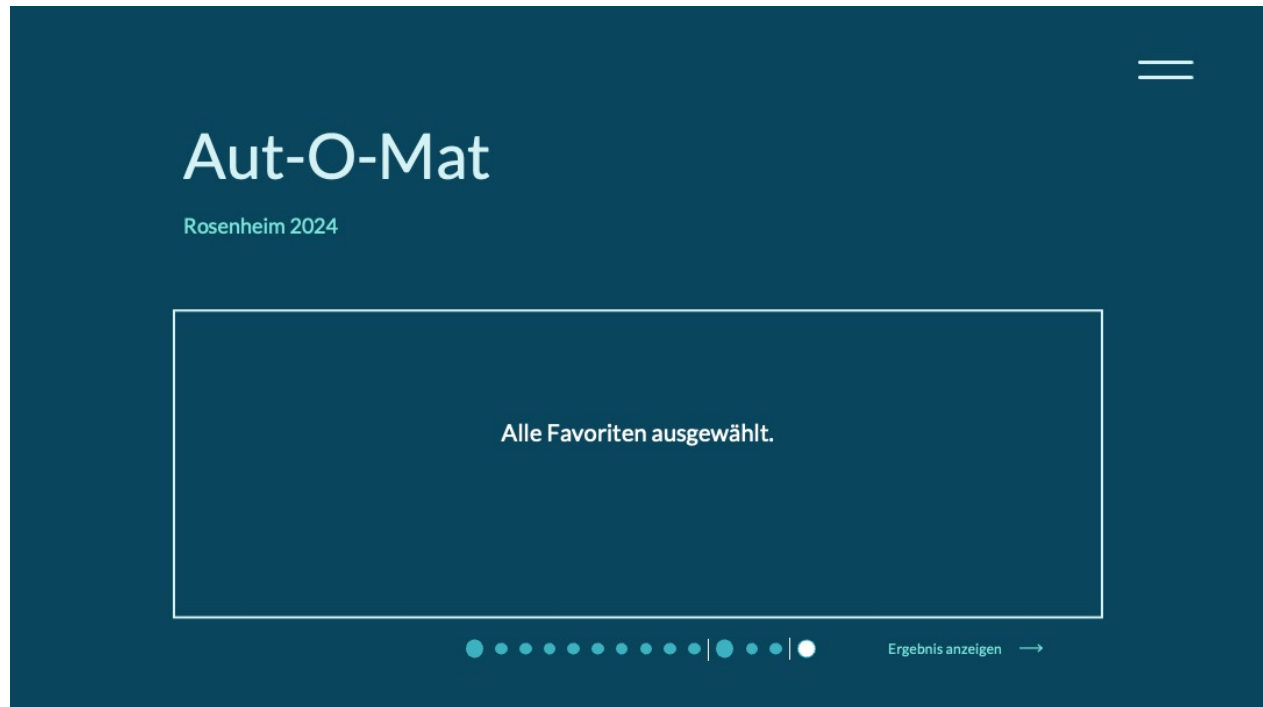 Aut-O-Mat
Rosenheim 2024
Alle Favoriten ausgewählt.
Ergebnis anzeigen →